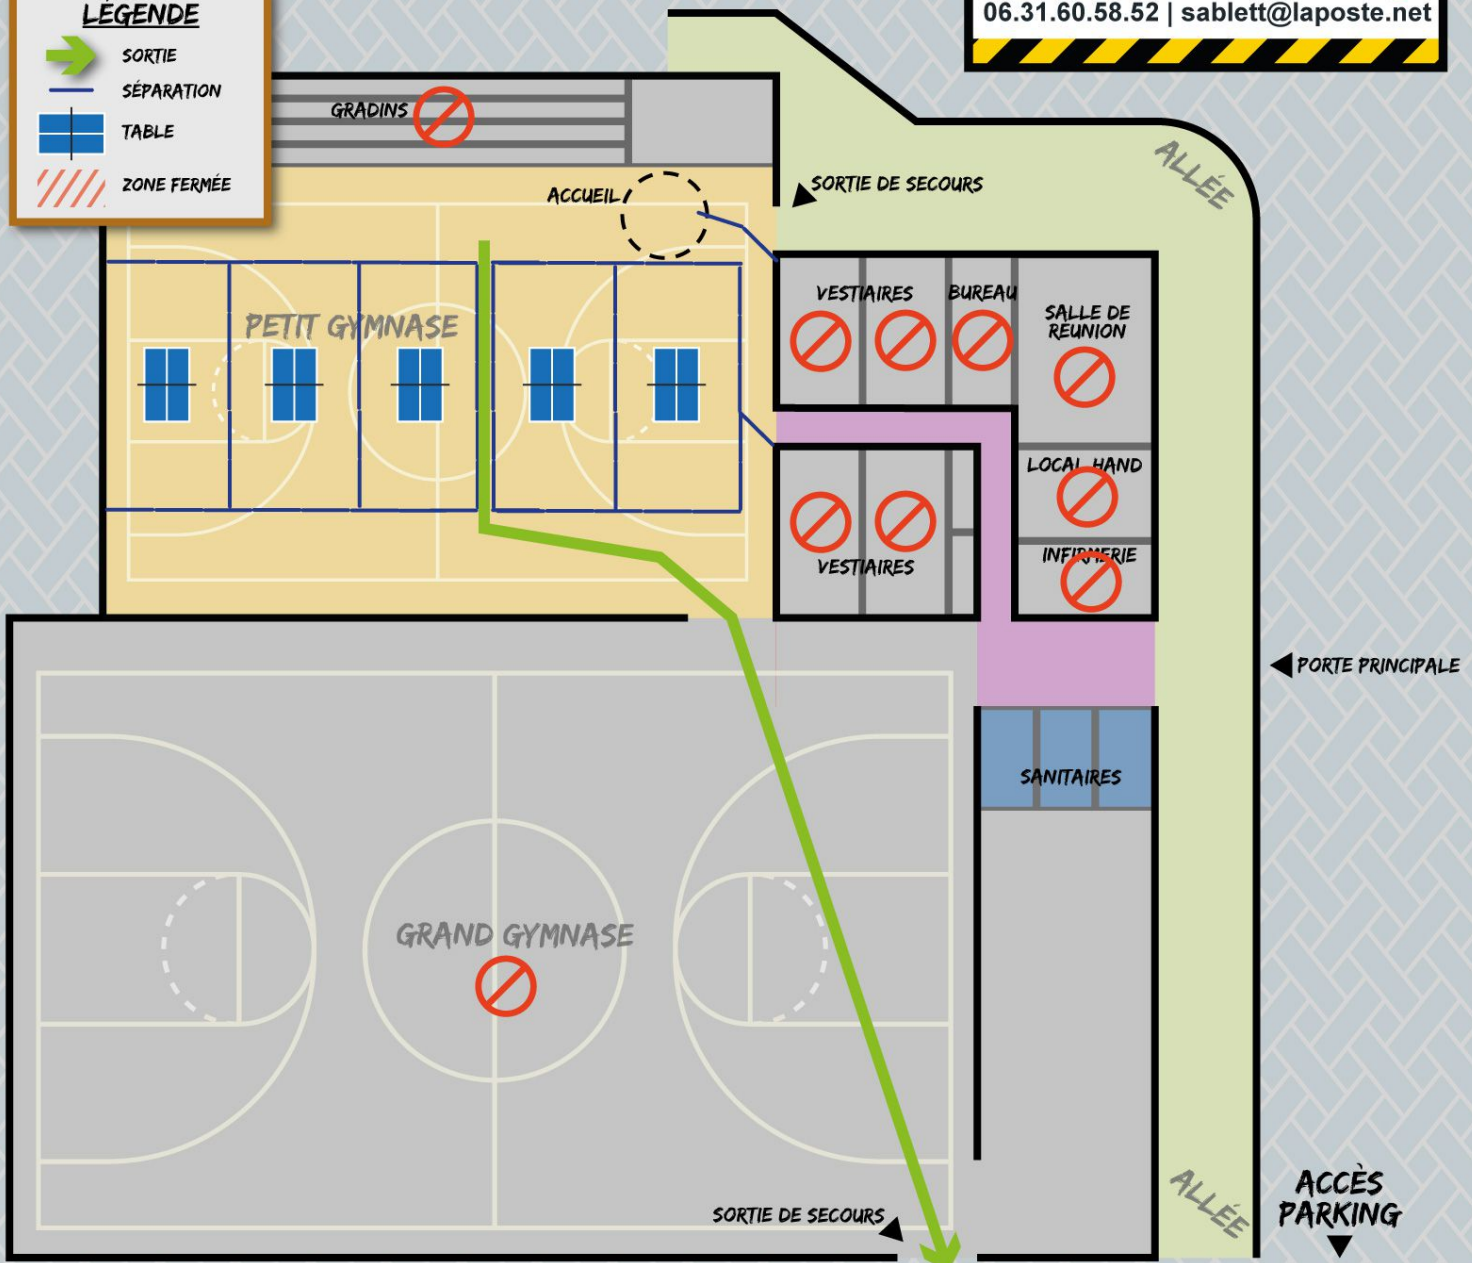 LÉGENDE
SORTIE
SÉPARATION
TABLE
ZONE FERMÉE
06.31.60.58.52 | sablett@laposte.net
GRADINS
ALLÉE
SORTIE DE SECOURS
ACCUEIL
VESTIAIRES
BUREAU
SALLE DE
RÉUNION
PETIT GYMNASE
LOCAL HAND
INFIRMERIE
VESTIAIRES
PORTE PRINCIPALE
SANITAIRES
GRAND GYMNASE
ALLÉE
ACCÈS
PARKING
SORTIE DE SECOURS